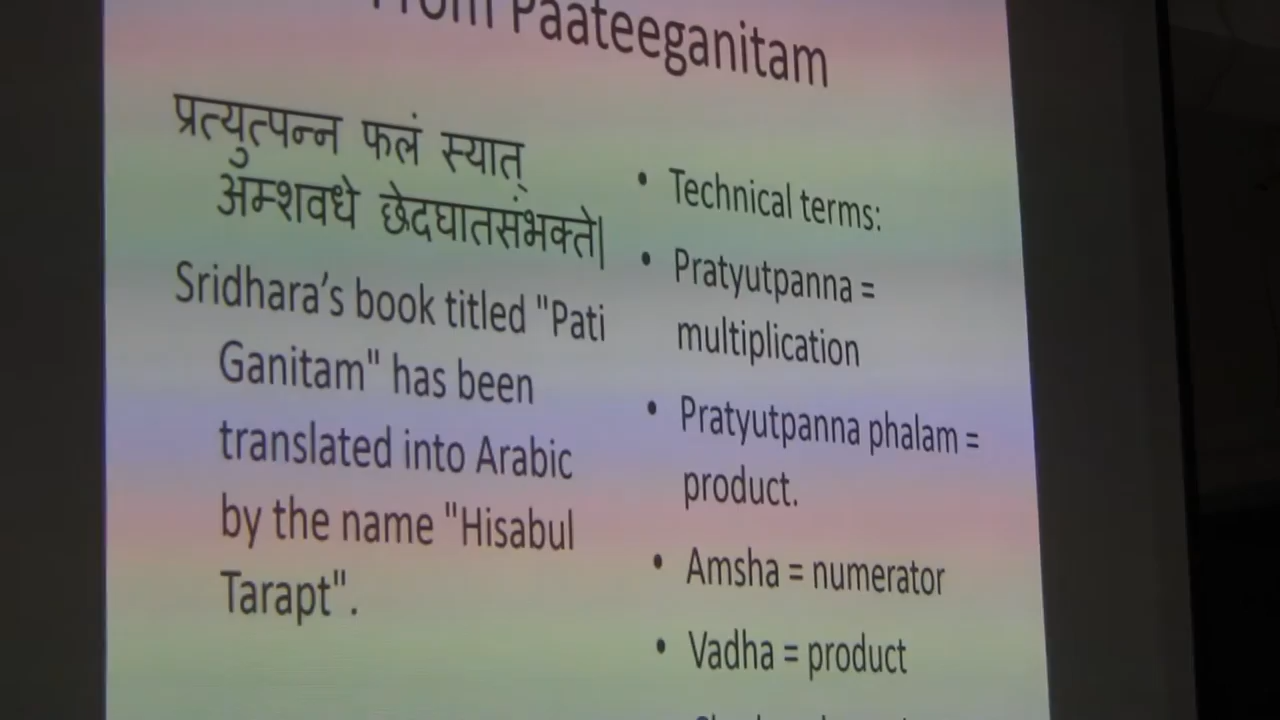 From Paateeganitam
प्रत्युत्पन्न फलं स्यात्
अम्शवधे छेदघातसंभक्ते|
Sridhara's book titled "Pati
Ganitam" has been
translated into Arabic
by the name "Hisabul
Tarapt".
• Technical terms:
• Pratyutpanna =
multiplication
• Pratyutpanna phalam =
product.
• Amsha = numerator
• Vadha = product